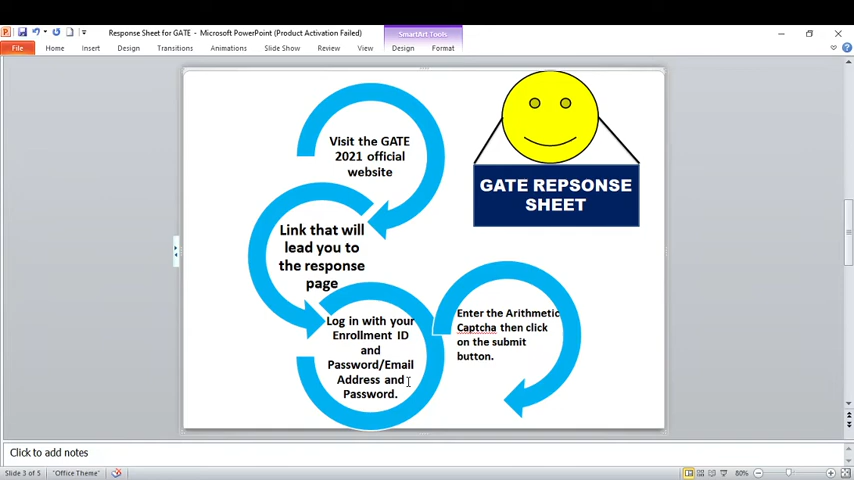 Response Sheet for GATE - Microsoft PowerPoint (Product Activation Failed)
SmartArt Tools
File Home Insert Design Transitions Animations Slide Show Review View Design Format
Visit the GATE
2021 official
website
GATE REPSONSE
SHEET
Link that will
lead you to
the response
page
Log in with your
Enrollment ID
and
Password/Email
Address and
Password.
Enter the Arithmetic
Captcha then click
on the submit
button.
Click to add notes
Slide 3 of 5 "Office Theme" 80%